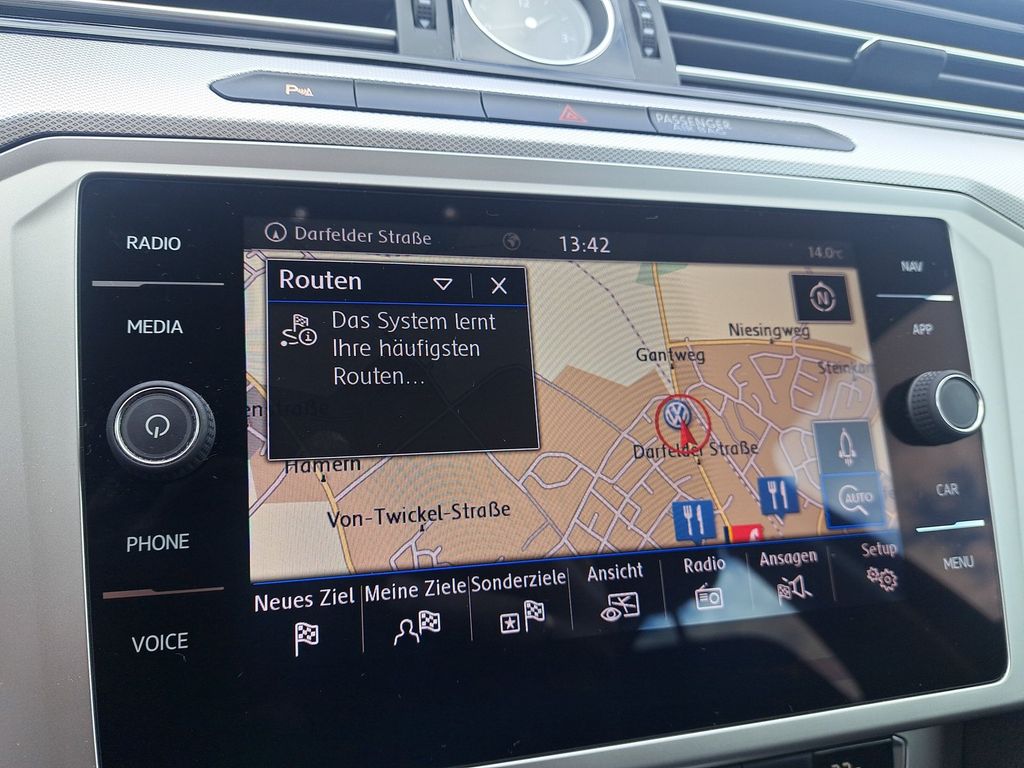 P
PASSENGER
RADIO
MEDIA
PHONE
VOICE
NAV
APP
CAR
MENU
Darfelder Straße
13:42
14.0°C
Routen
Das System lernt
Ihre häufigsten
Routen...
N
Niesingweg
Gantweg
Darfelder Straße
Hamern
Von-Twickel-Straße
AUTO
Neues Ziel
Meine Ziele
Sonderziele
Ansicht
Radio
Ansagen
Setup